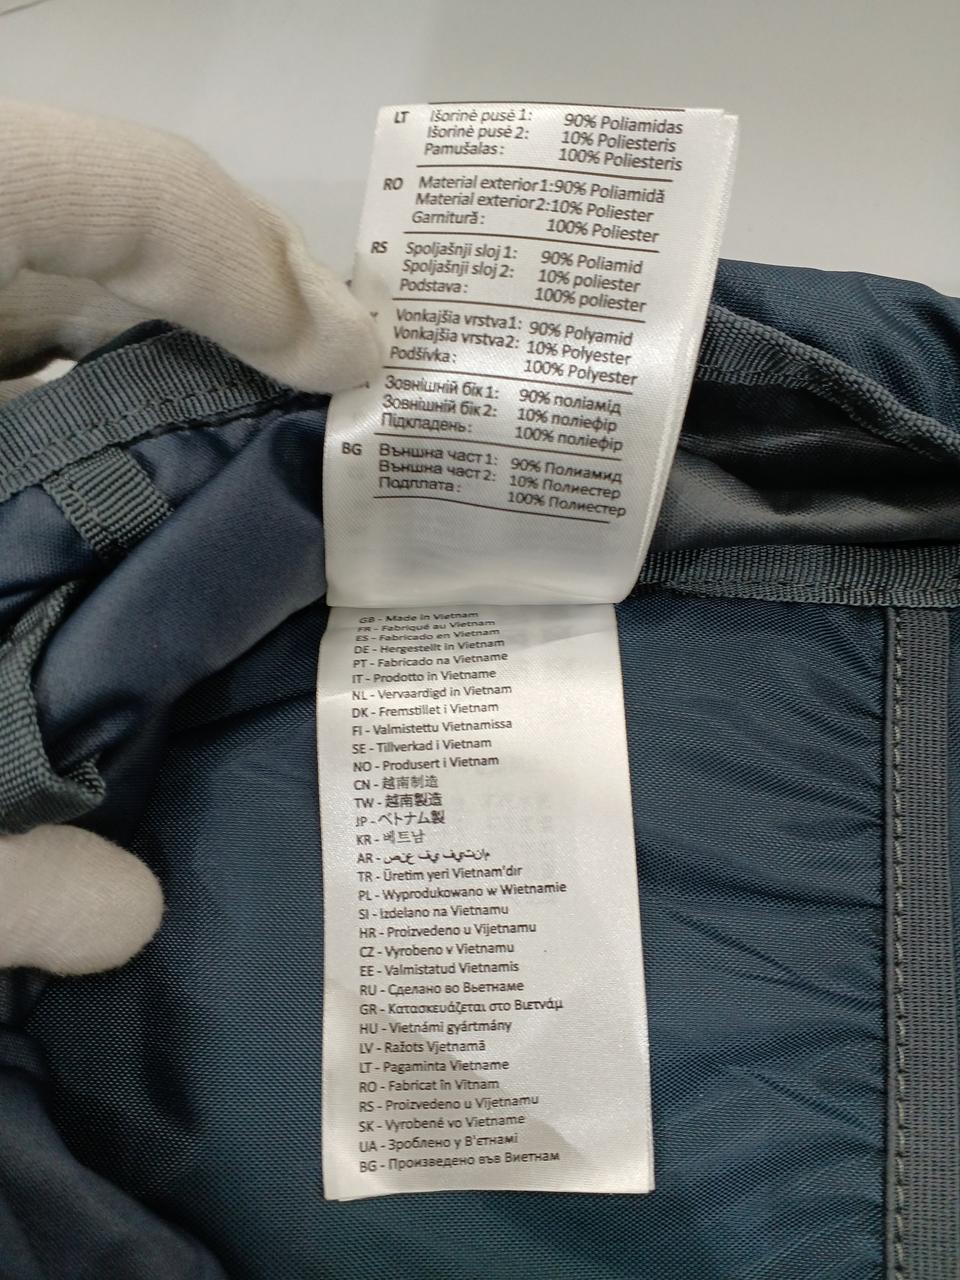 LT Išorinė pusė 1: 90% Poliamidas
Išorinė pusė 2: 10% Poliesteris
Pamušalas: 100% Poliesteris
RO Material exterior1:90% Poliamidă
Material exterior2:10% Poliester
Garnitură: 100% Poliester
RS Spoljašnji sloj 1: 90% Poliamid
Spoljašnji sloj 2: 10% poliester
Podstava: 100% poliester
Vonkajšia vrstva1: 90% Polyamid
Vonkajšia vrstva2: 10% Polyester
Podšívka: 100% Polyester
Зовнішній бік 1: 90% поліамід
Зовнішній бік 2: 10% поліефір
Підкладень: 100% поліефір
BG Външна част 1: 90% Полиамид
Външна част 2: 10% Полиестер
Подплата: 100% Полиестер
GB - Made in Vietnam
FR - Fabriqué au Vietnam
ES - Fabricado en Vietnam
DE - Hergestellt in Vietnam
PT - Fabricado na Vietname
IT - Prodotto in Vietname
NL - Vervaardigd in Vietnam
DK - Fremstillet i Vietnam
FI - Valmistettu Vietnamissa
SE - Tillverkad i Vietnam
NO - Produsert i Vietnam
CN - 越南制造
TW - 越南製造
JP - ベトナム製
KR - 베트남
AR -
TR - Üretim yeri Vietnam'dır
PL - Wyprodukowano w Wietnamie
SI - Izdelano na Vietnamu
HR - Proizvedeno u Vijetnamu
CZ - Vyrobeno v Vietnamu
EE - Valmistatud Vietnamis
RU - Сделано во Вьетнаме
GR - Κατασκευάζεται στο Βιετνάμ
HU - Vietnámi gyártmány
LV - Ražots Vjetnamā
LT - Pagaminta Vietname
RO - Fabricat în Vitnam
RS - Proizvedeno u Vijetnamu
SK - Vyrobené vo Vietname
UA - Зроблено у В'єтнамі
BG - Произведено във Виетнам